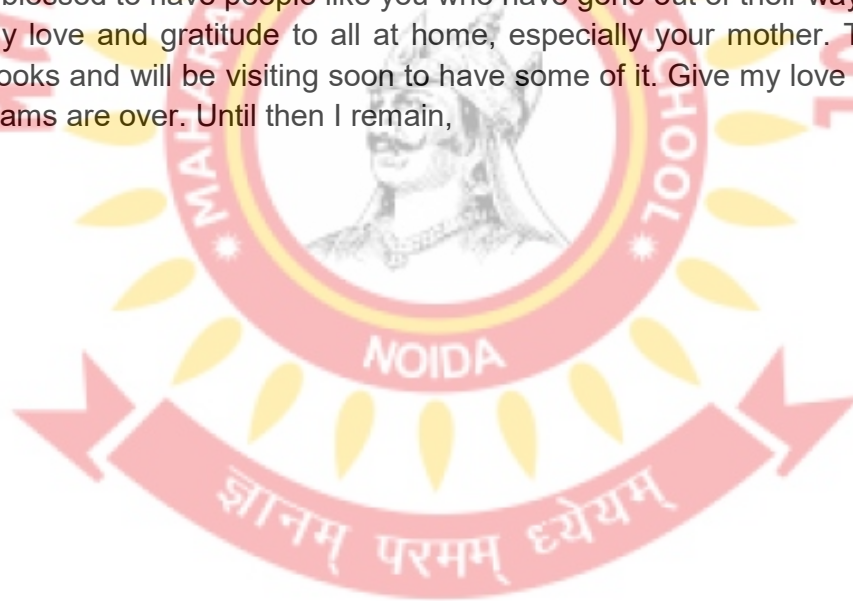 blessed to have people like you who have gone out of their way
love and gratitude to all at home, especially your mother.
and will be visiting soon to have some of it. Give my love
are over. Until then I remain,
NOIDA
ज्ञानम् परमम् ध्येयम्